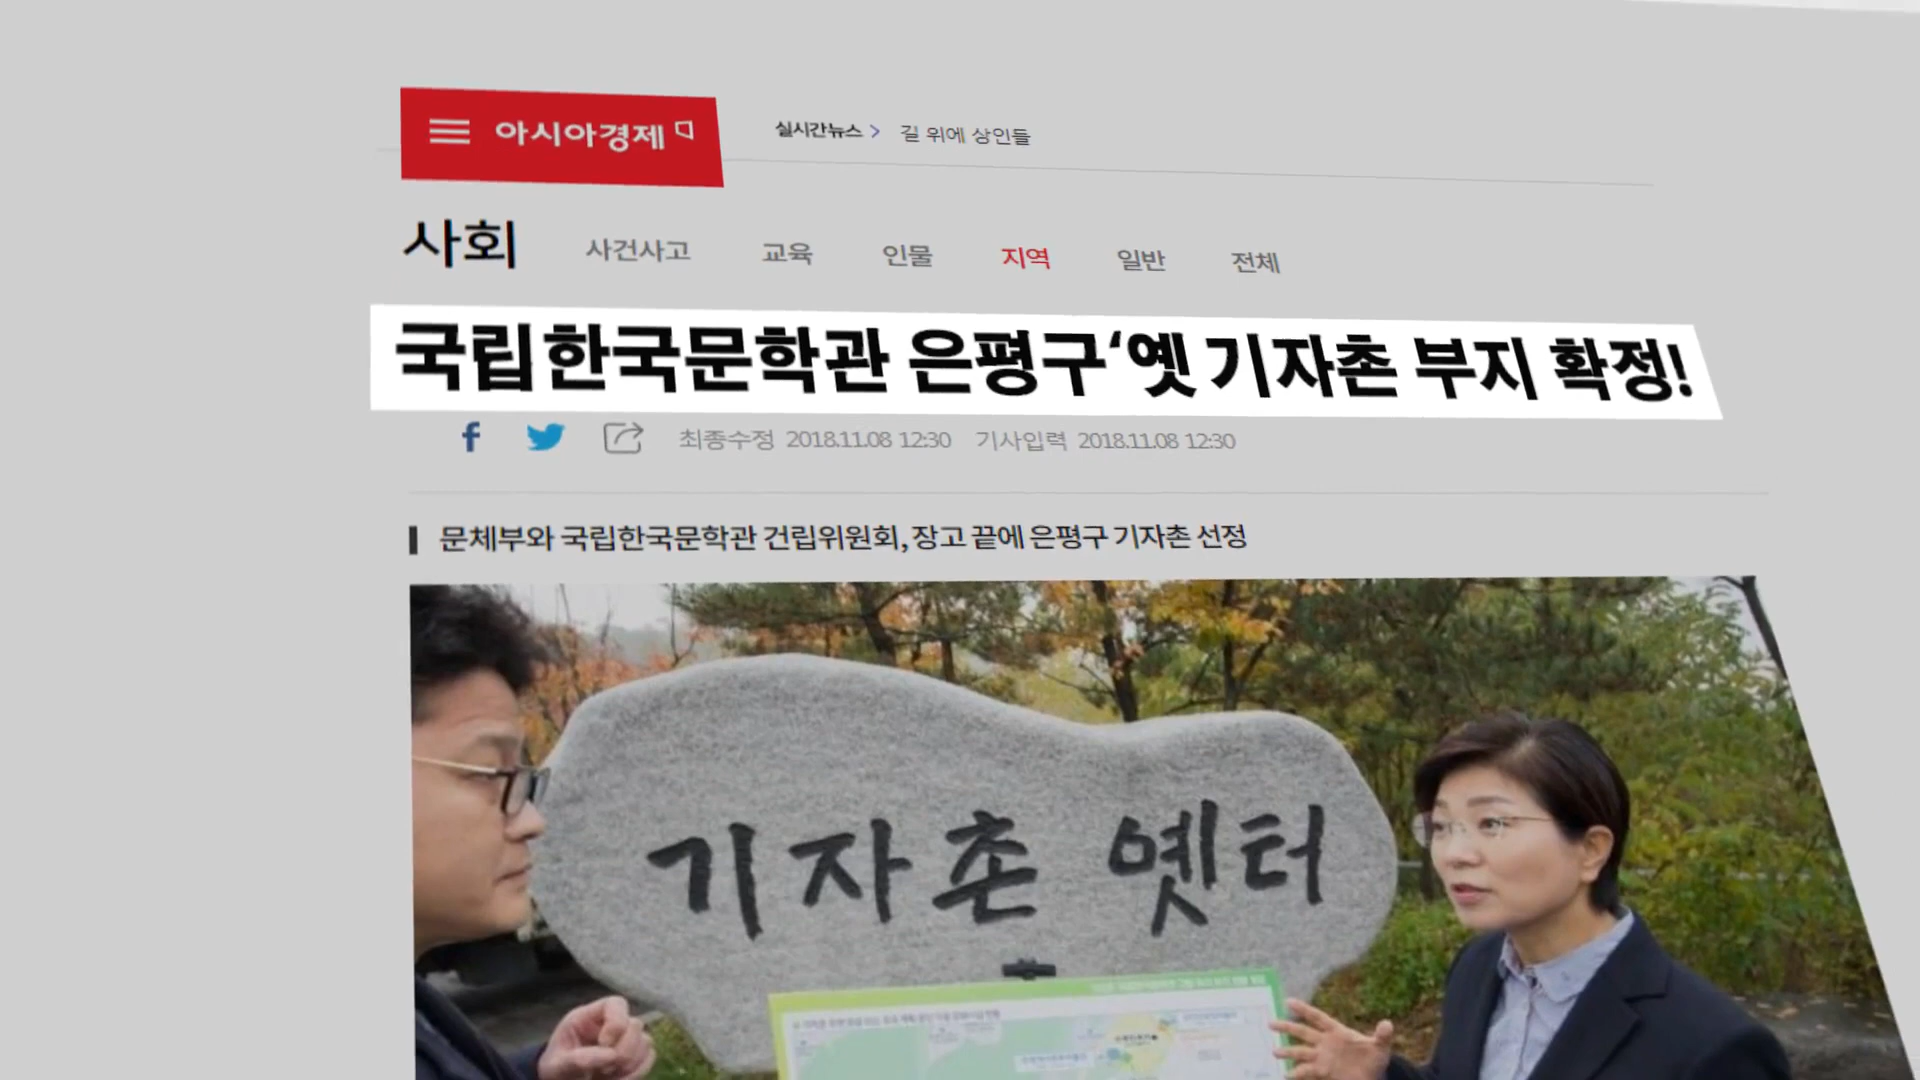 아시아경제
실시간뉴스 > 길 위에 상인들
사회 사건사고 교육 인물 지역 일반 전체
국립한국문학관 은평구‘옛 기자촌 부지 확정!
최종수정 2018.11.08 12:30 기사입력 2018.11.08 12:30
문체부와 국립한국문학관 건립위원회, 장고 끝에 은평구 기자촌 선정
기자촌 옛터